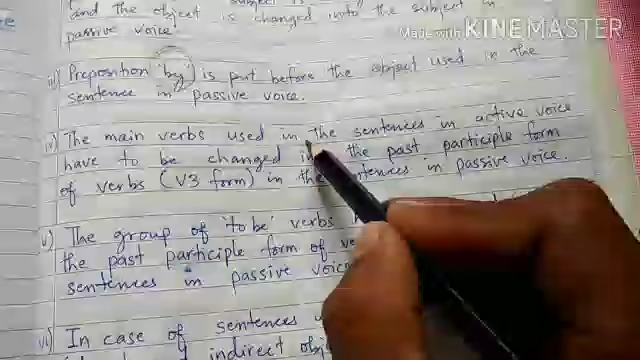 and the object is changed into the subject in
passive voice.
Made with KINEMASTER
iii) Preposition 'by' is put before the object used in the
sentence in passive voice.
iv) The main verbs used in the sentences in active voice
have to be changed in the past participle form
of verbs (V3 form) in the sentences in passive voice.
v) The group of 'to be' verbs
the past participle form of
sentences in passive
vi) In case of sentences
indirect